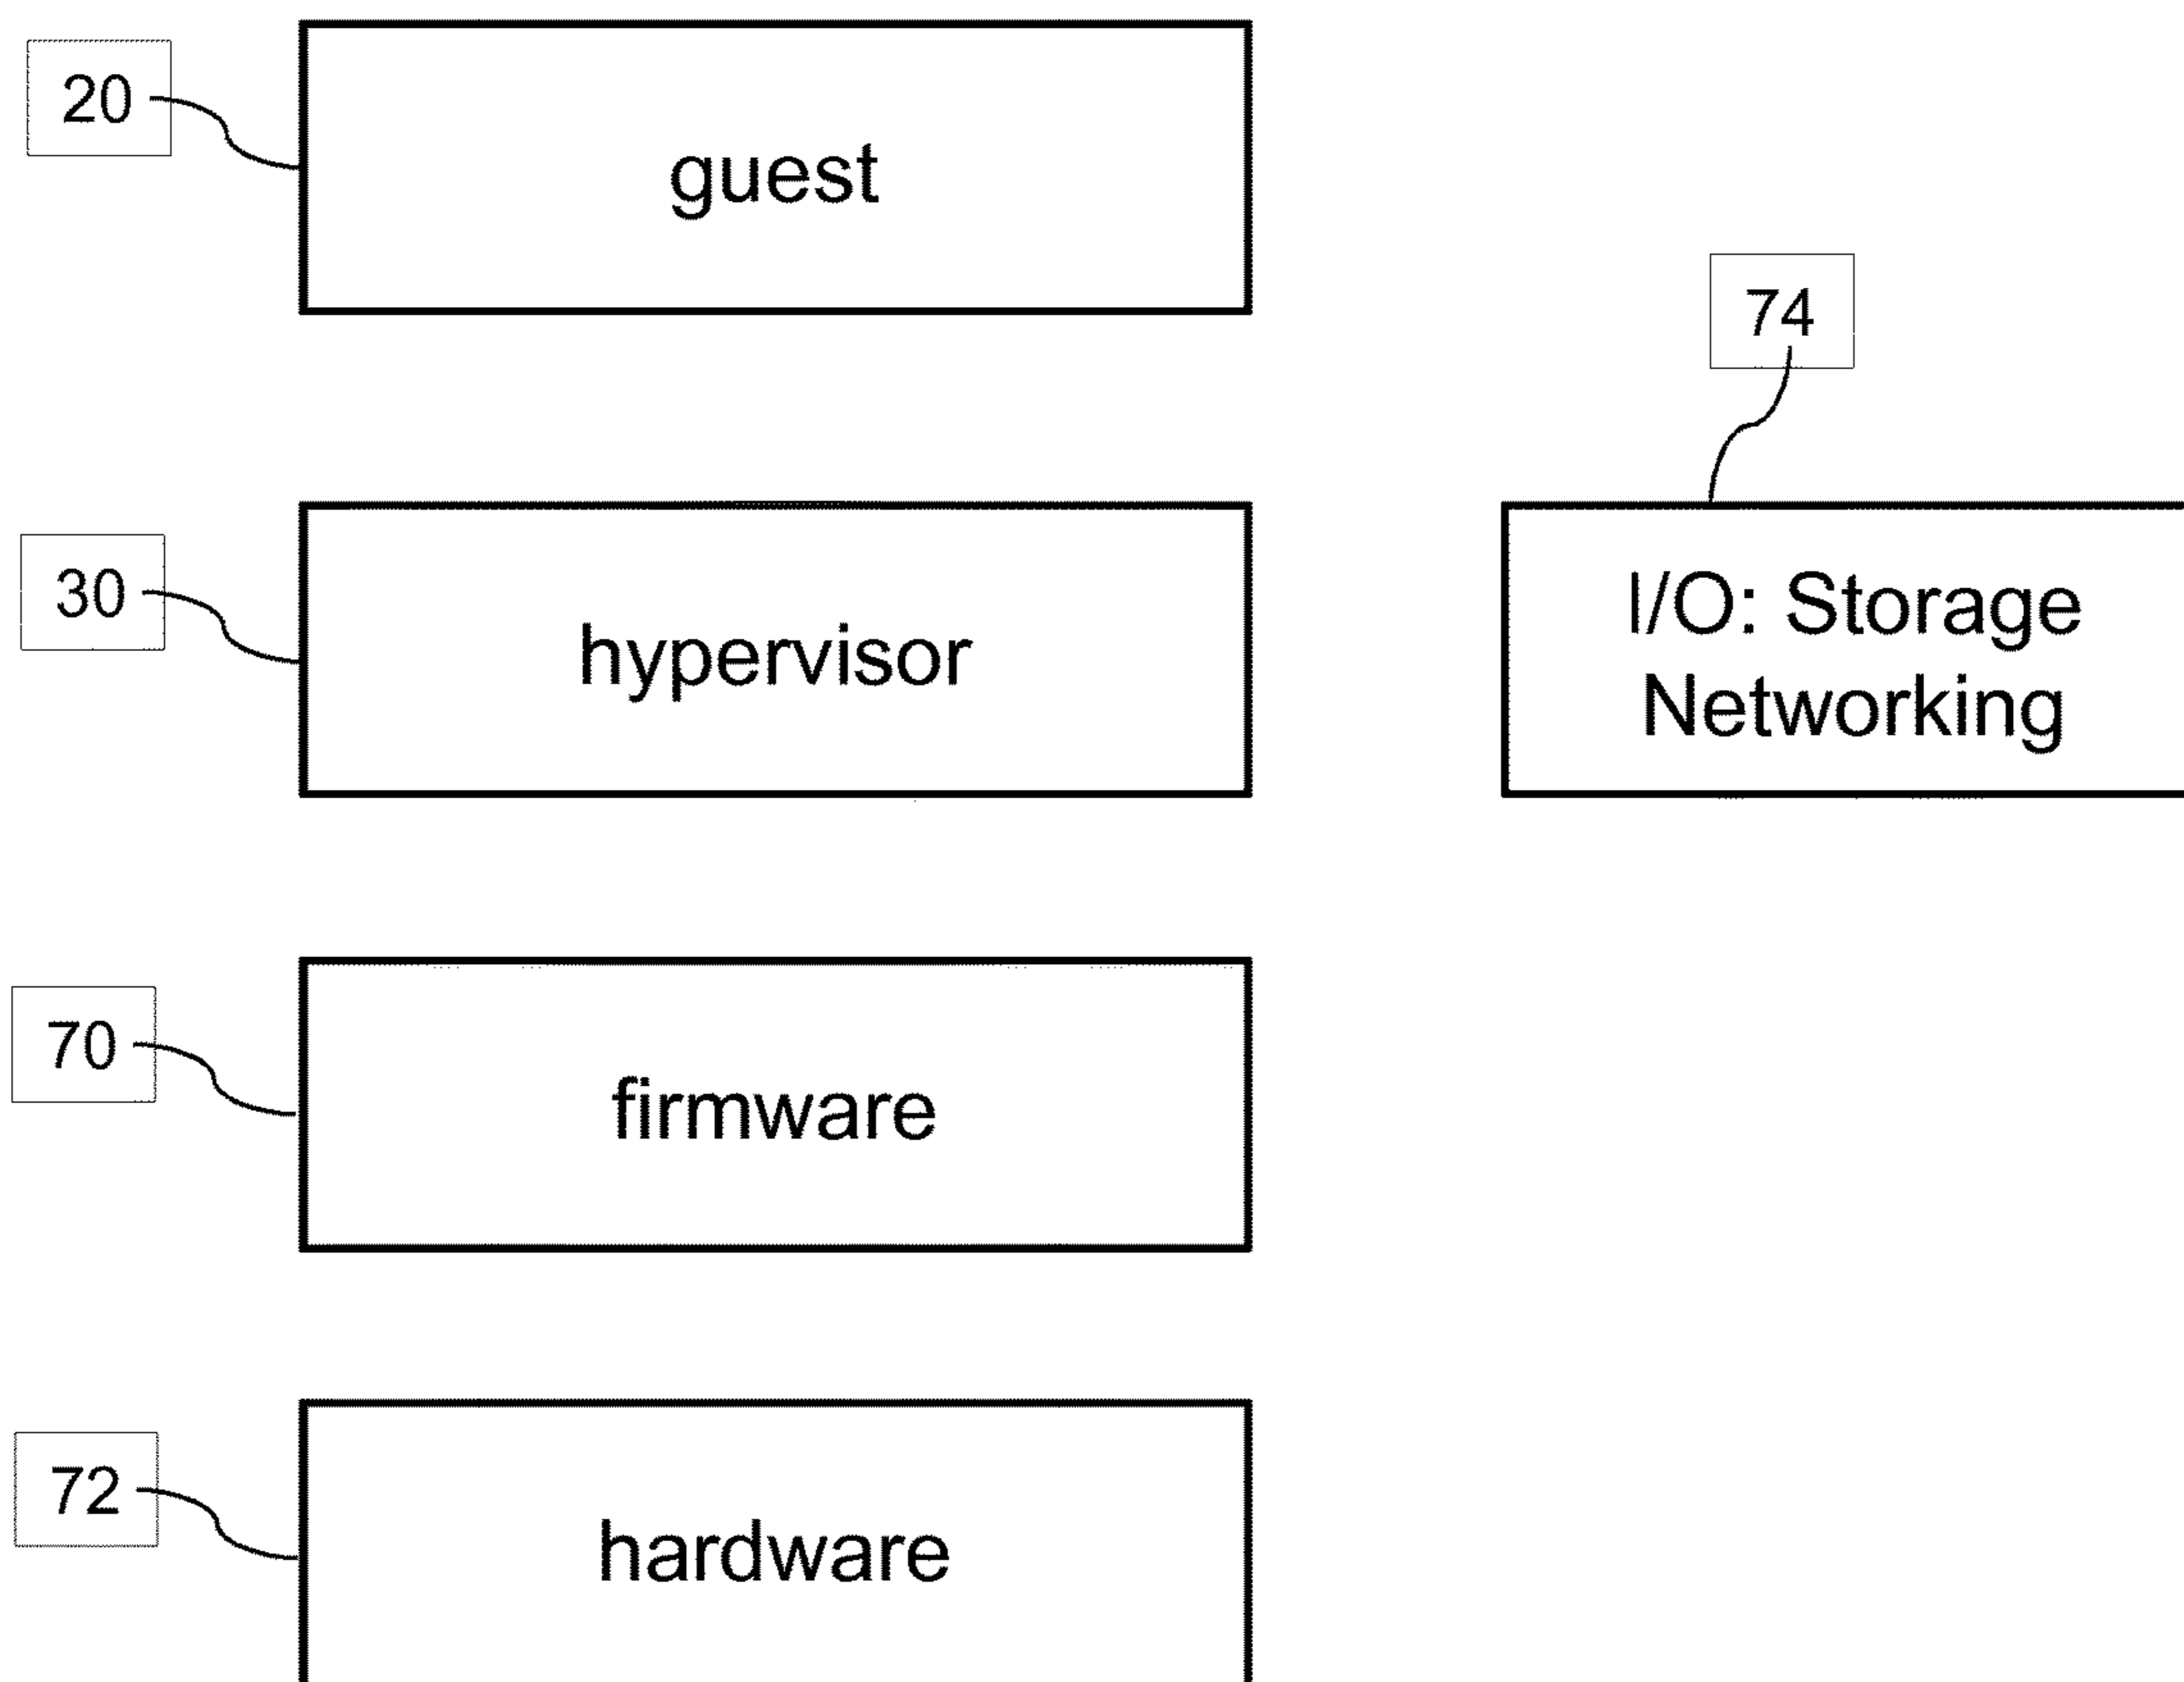 20
guest
74
30
hypervisor
I/O: Storage
Networking
70
firmware
72
hardware